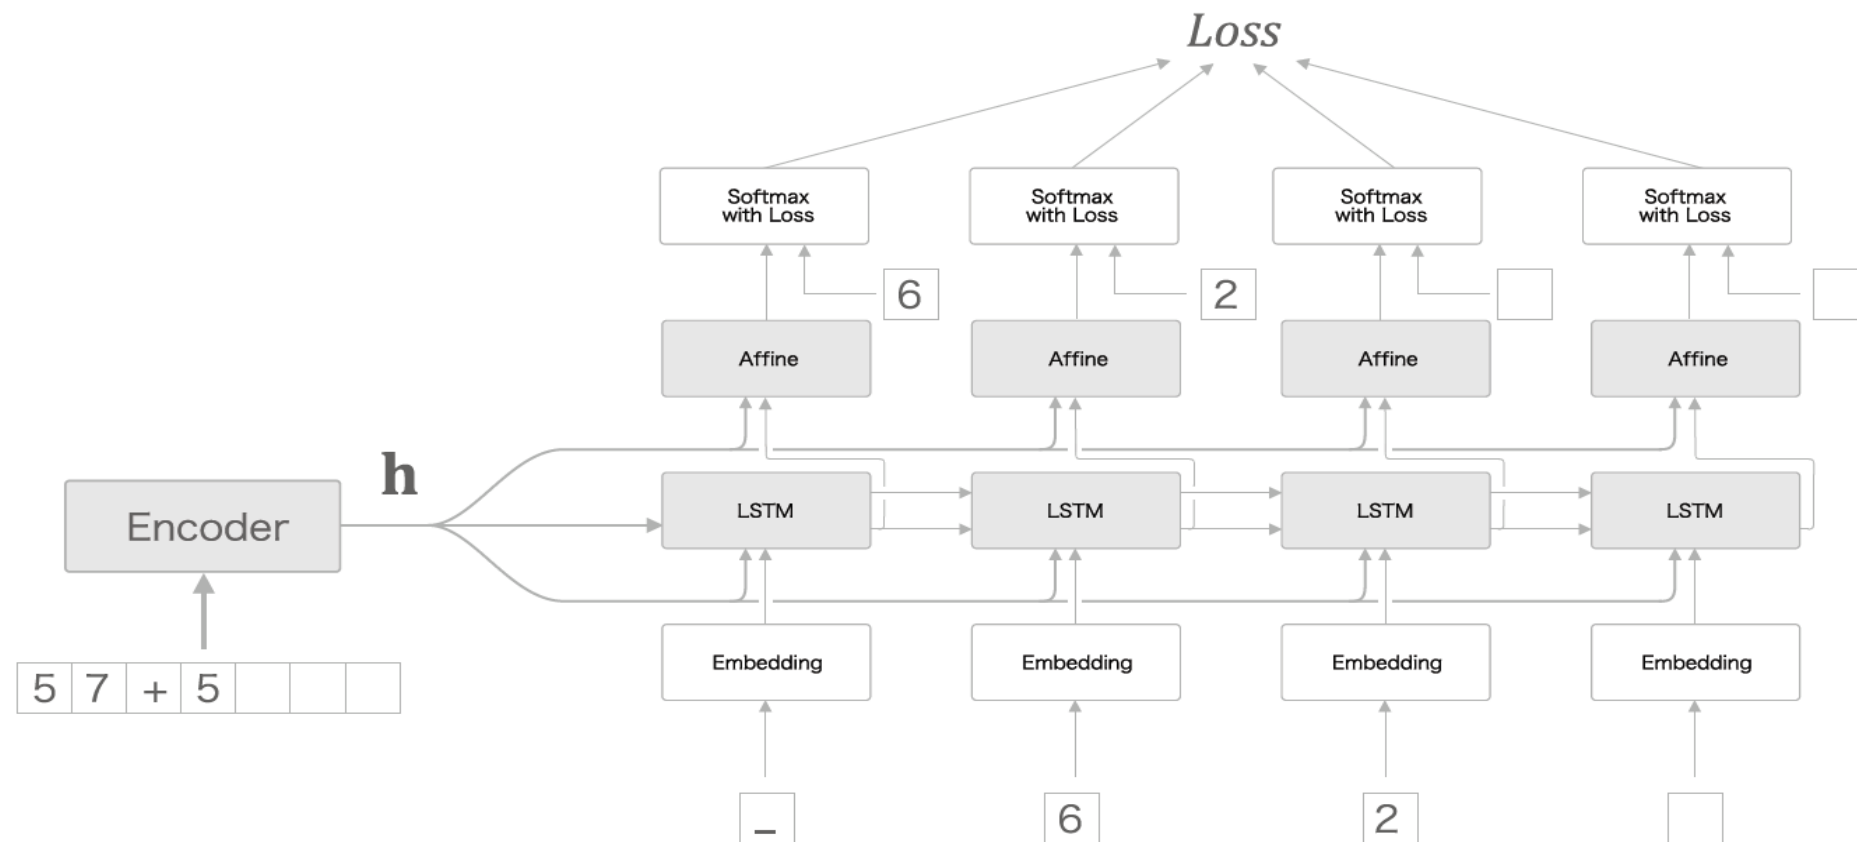 Loss
Softmax
with Loss
Softmax
with Loss
Softmax
with Loss
Softmax
with Loss
6
2
Affine
Affine
Affine
Affine
h
Encoder
LSTM
LSTM
LSTM
LSTM
5 7 + 5
Embedding
Embedding
Embedding
Embedding
_
6
2